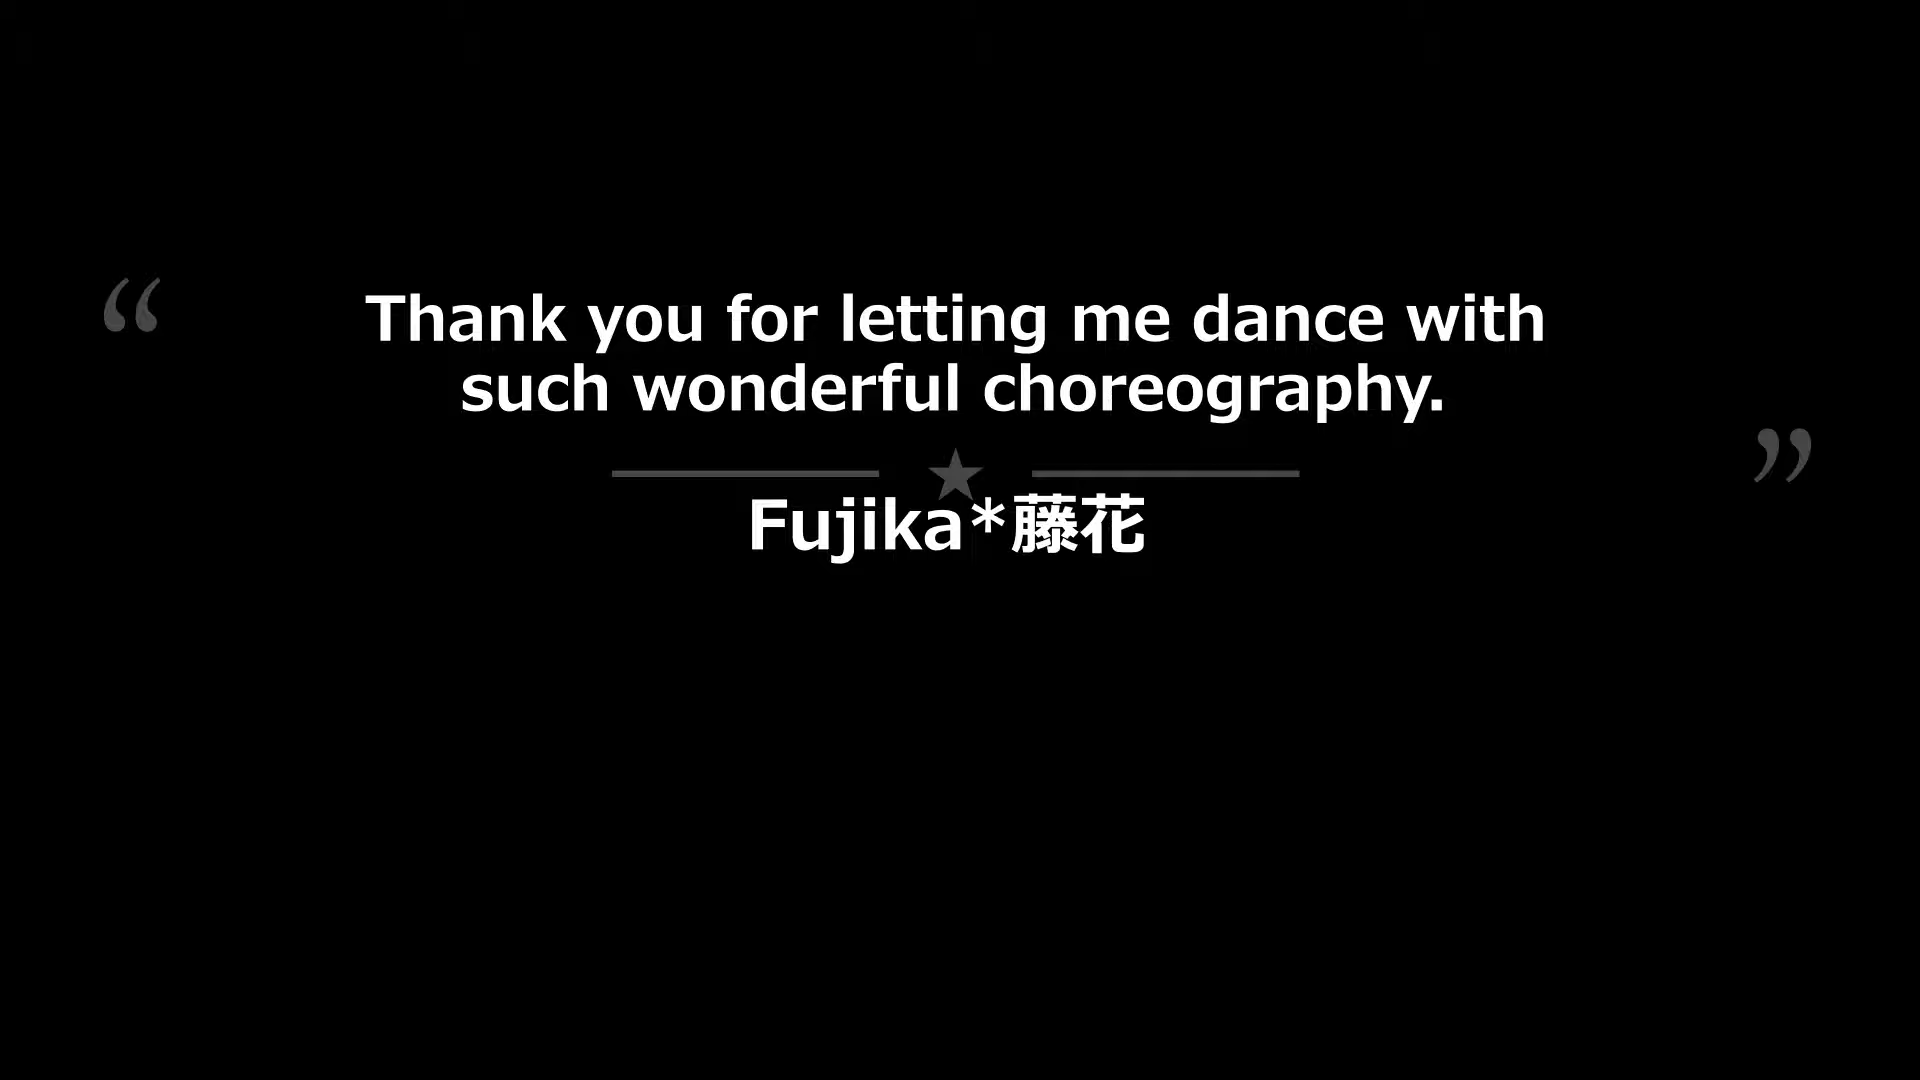 “
Thank you for letting me dance with
such wonderful choreography.
”
Fujika*藤花